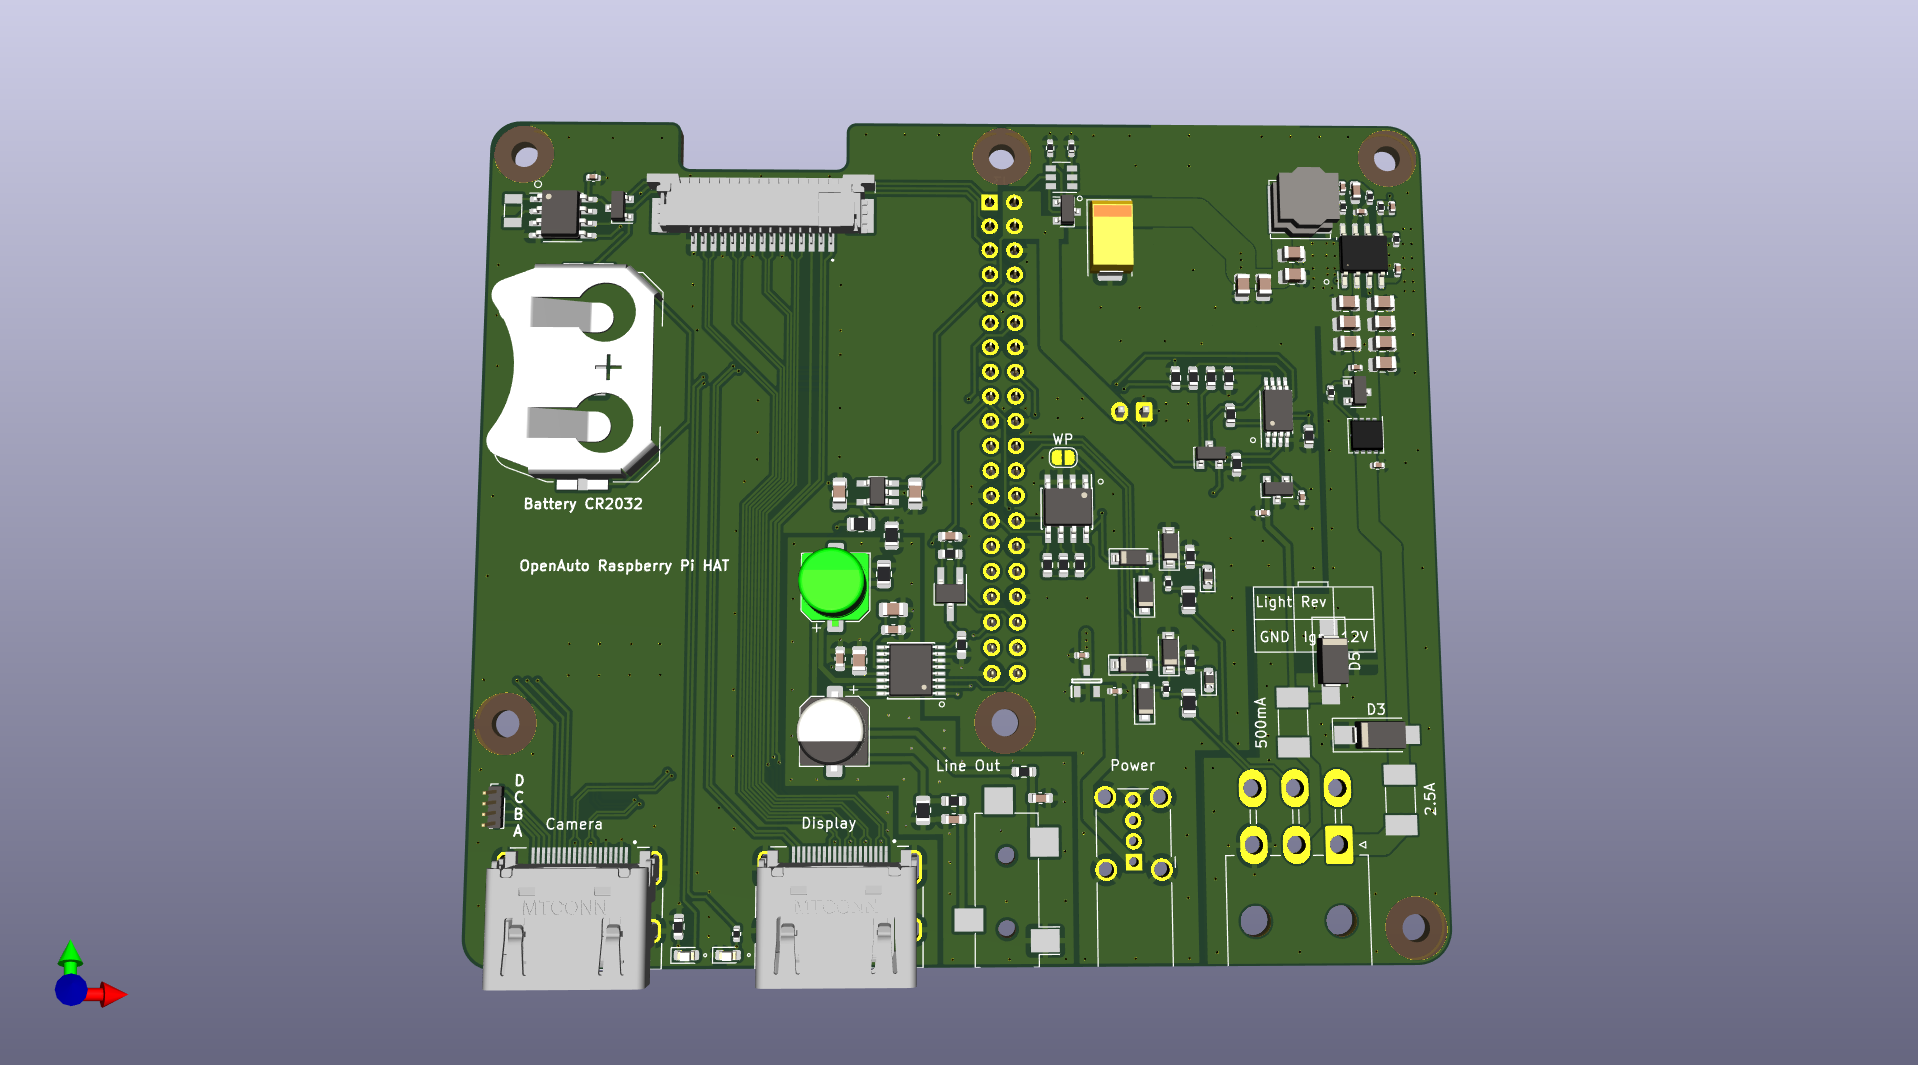 Battery CR2032
OpenAuto Raspberry Pi HAT
WP
Light Rev
GND Ign 12V
D5
500mA
D3
2.5A
Line Out
Power
D
C
B
A
Camera
Display
MTCONN
MTCONN